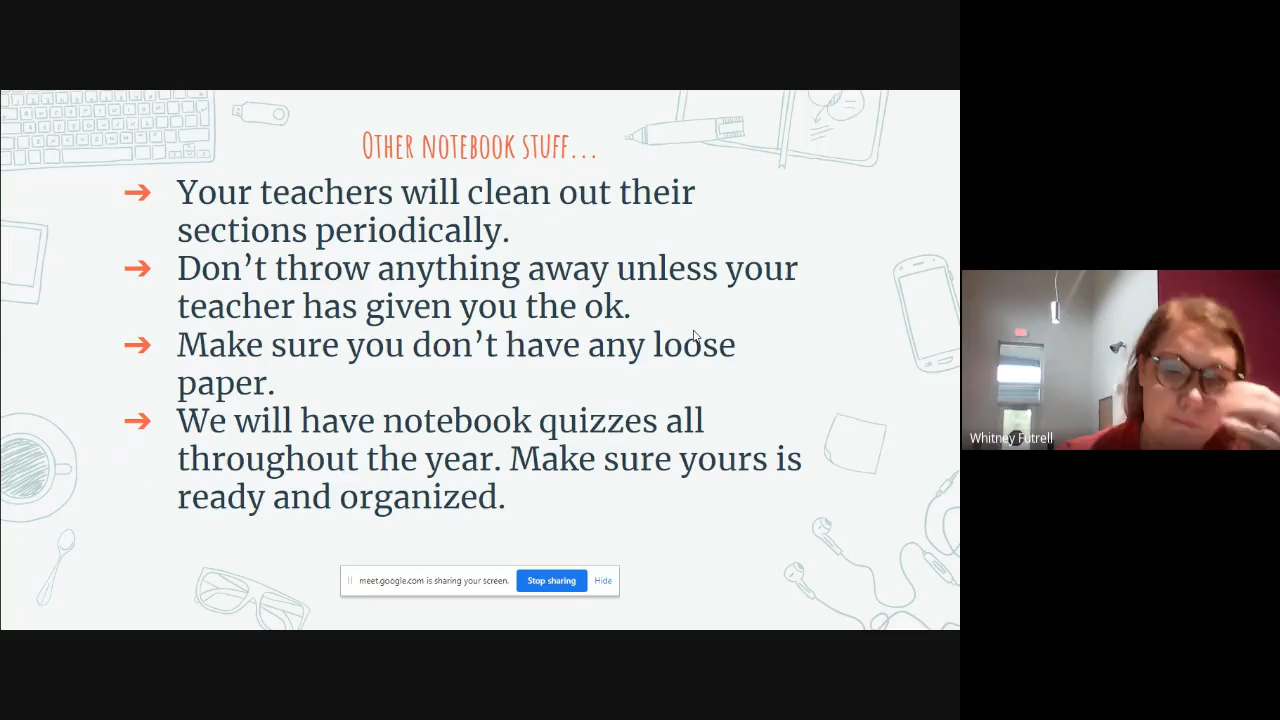 Other notebook stuff...
➔ Your teachers will clean out their
sections periodically.
➔ Don’t throw anything away unless your
teacher has given you the ok.
➔ Make sure you don’t have any loose
paper.
➔ We will have notebook quizzes all
throughout the year. Make sure yours is
ready and organized.
meet.google.com is sharing your screen. Stop sharing Hide
Whitney Futrell